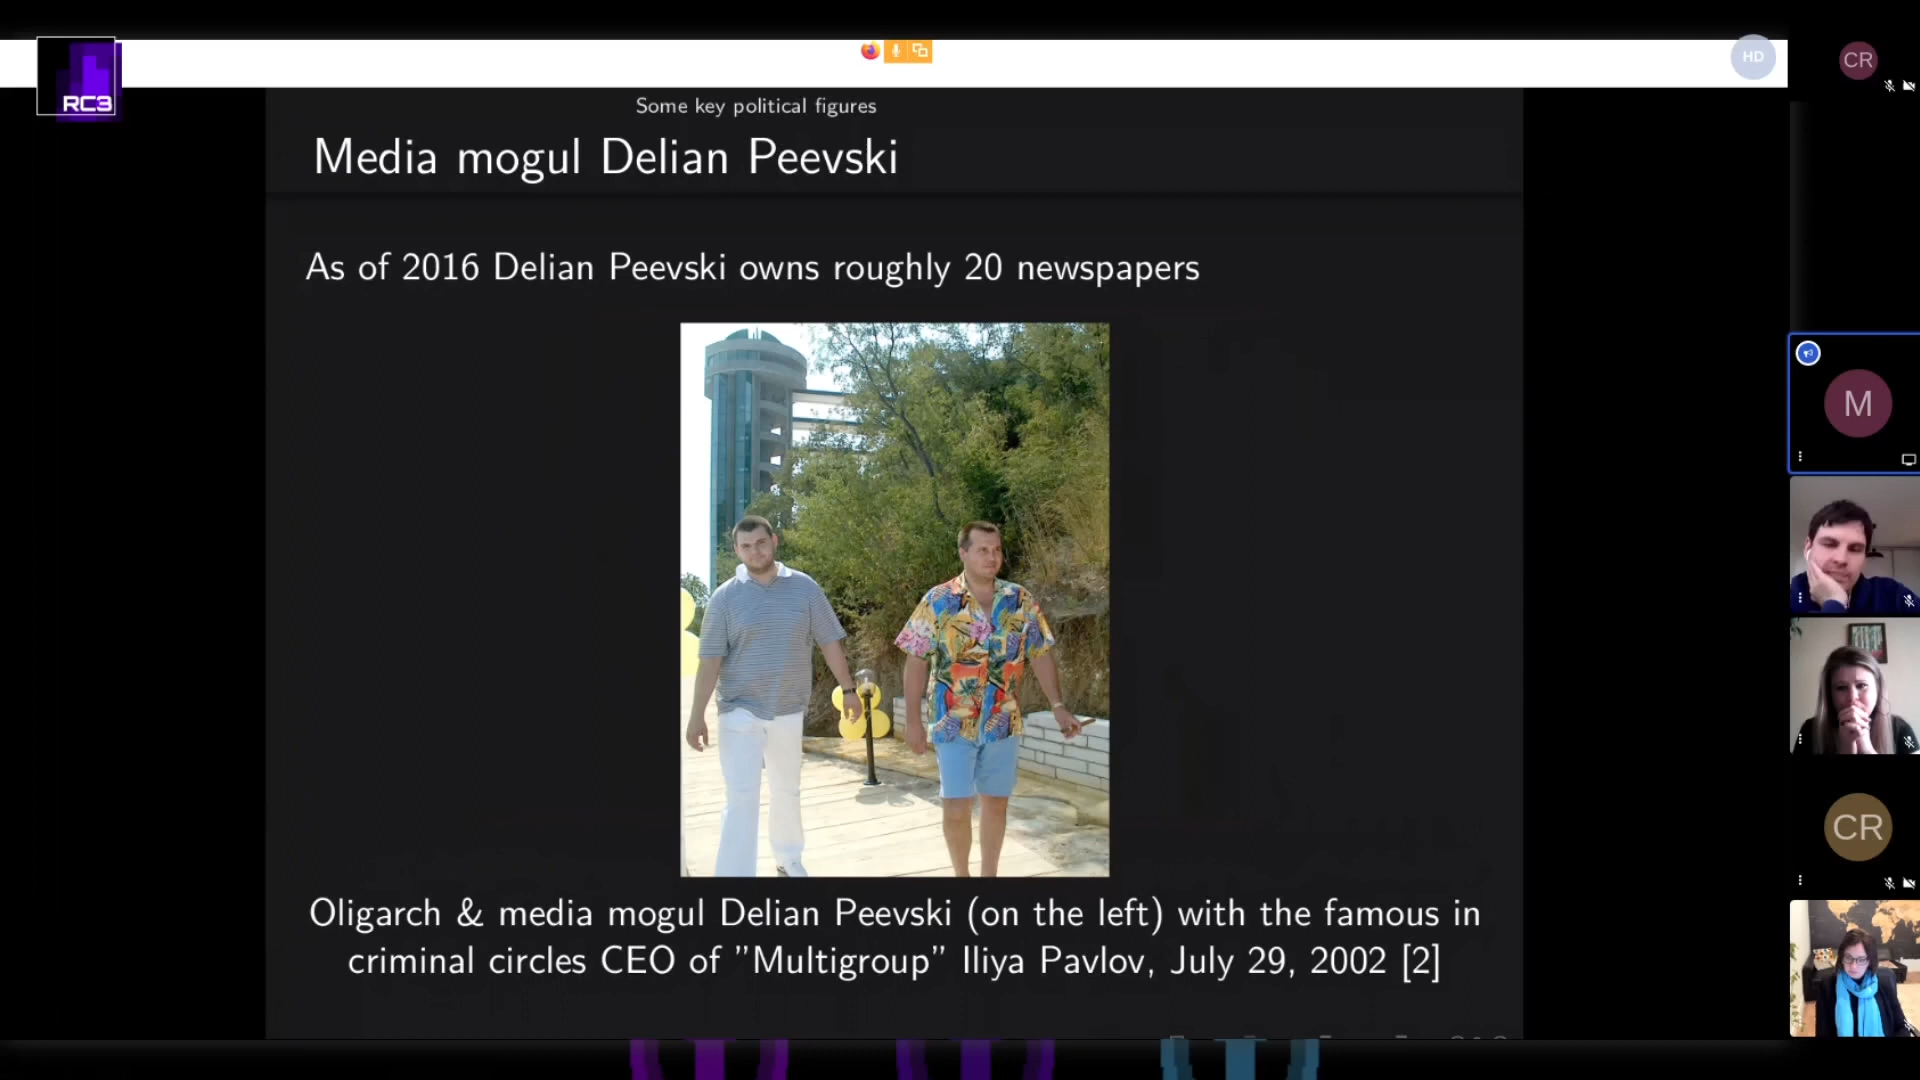 RC3
HD
CR
Some key political figures
Media mogul Delian Peevski
As of 2016 Delian Peevski owns roughly 20 newspapers
M
Oligarch & media mogul Delian Peevski (on the left) with the famous in
criminal circles CEO of "Multigroup" Iliya Pavlov, July 29, 2002 [2]
CR